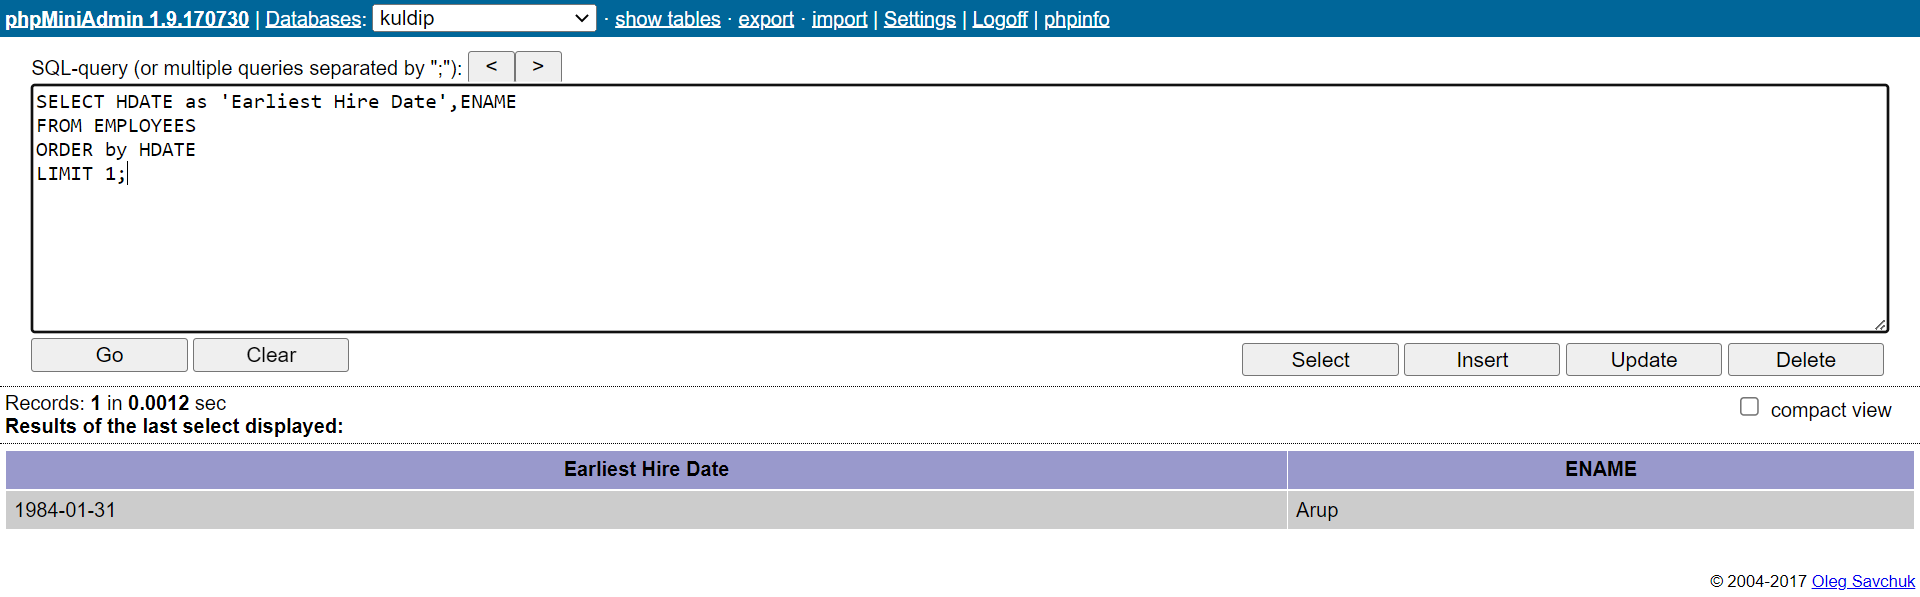 phpMiniAdmin 1.9.170730 | Databases: kuldip · show tables · export · import | Settings | Logoff | phpinfo
SQL-query (or multiple queries separated by ";"): < >
SELECT HDATE as 'Earliest Hire Date',ENAME
FROM EMPLOYEES
ORDER by HDATE
LIMIT 1;
Go Clear Select Insert Update Delete
Records: 1 in 0.0012 sec compact view
Results of the last select displayed:
Earliest Hire Date ENAME
1984-01-31 Arup
© 2004-2017 Oleg Savchuk